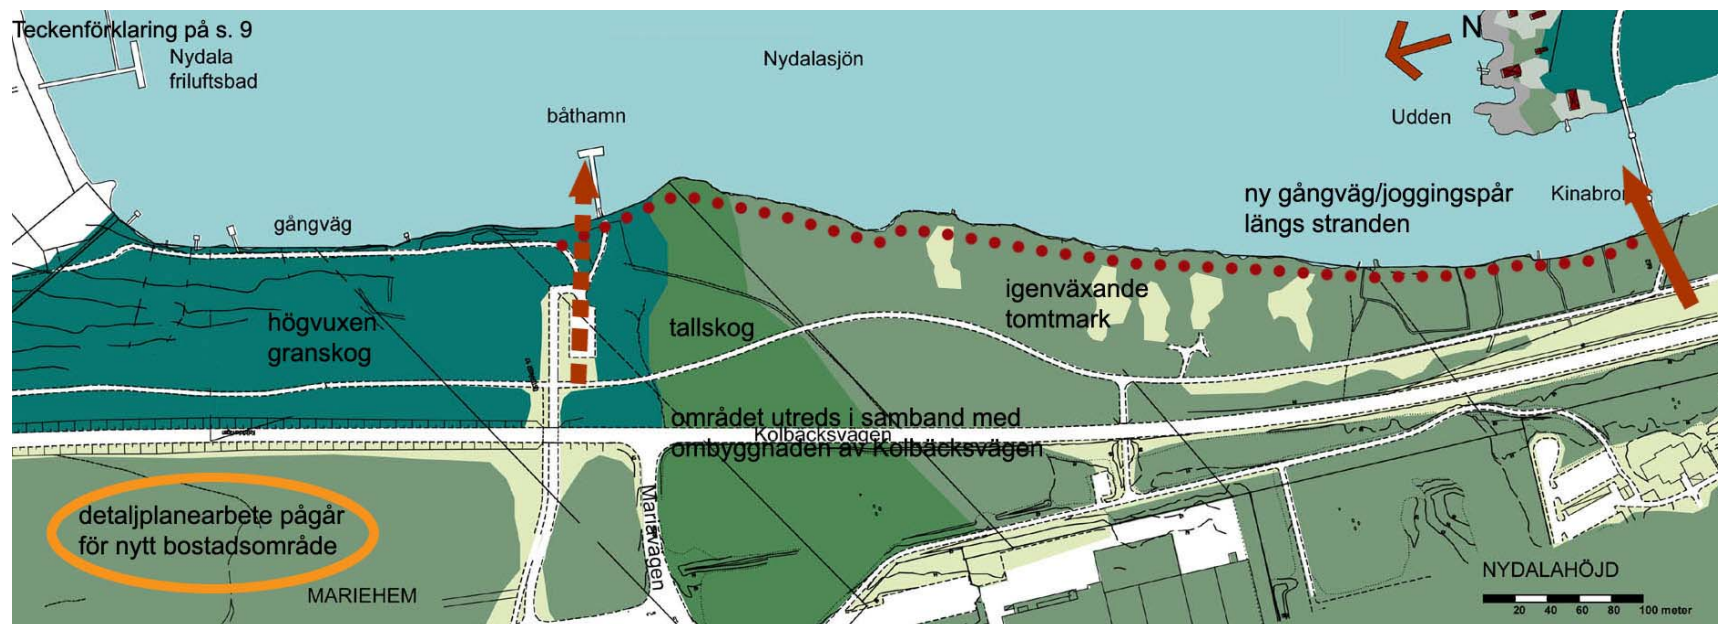 Teckenförklaring på s. 9
Nydala
friluftsbad
Nydalasjön
N
båthamn
Udden
gångväg
ny gångväg/joggingspår
längs stranden
Kinabron
högvuxen
granskog
tallskog
igenväxande
tomtmark
området utreds i samband med
Kolbäcksvägen
ombyggnaden av Kolbäcksvägen
Mariavägen
detaljplanearbete pågår
för nytt bostadsområde
MARIEHEM
NYDALAHÖJD
20 40 60 80 100 meter